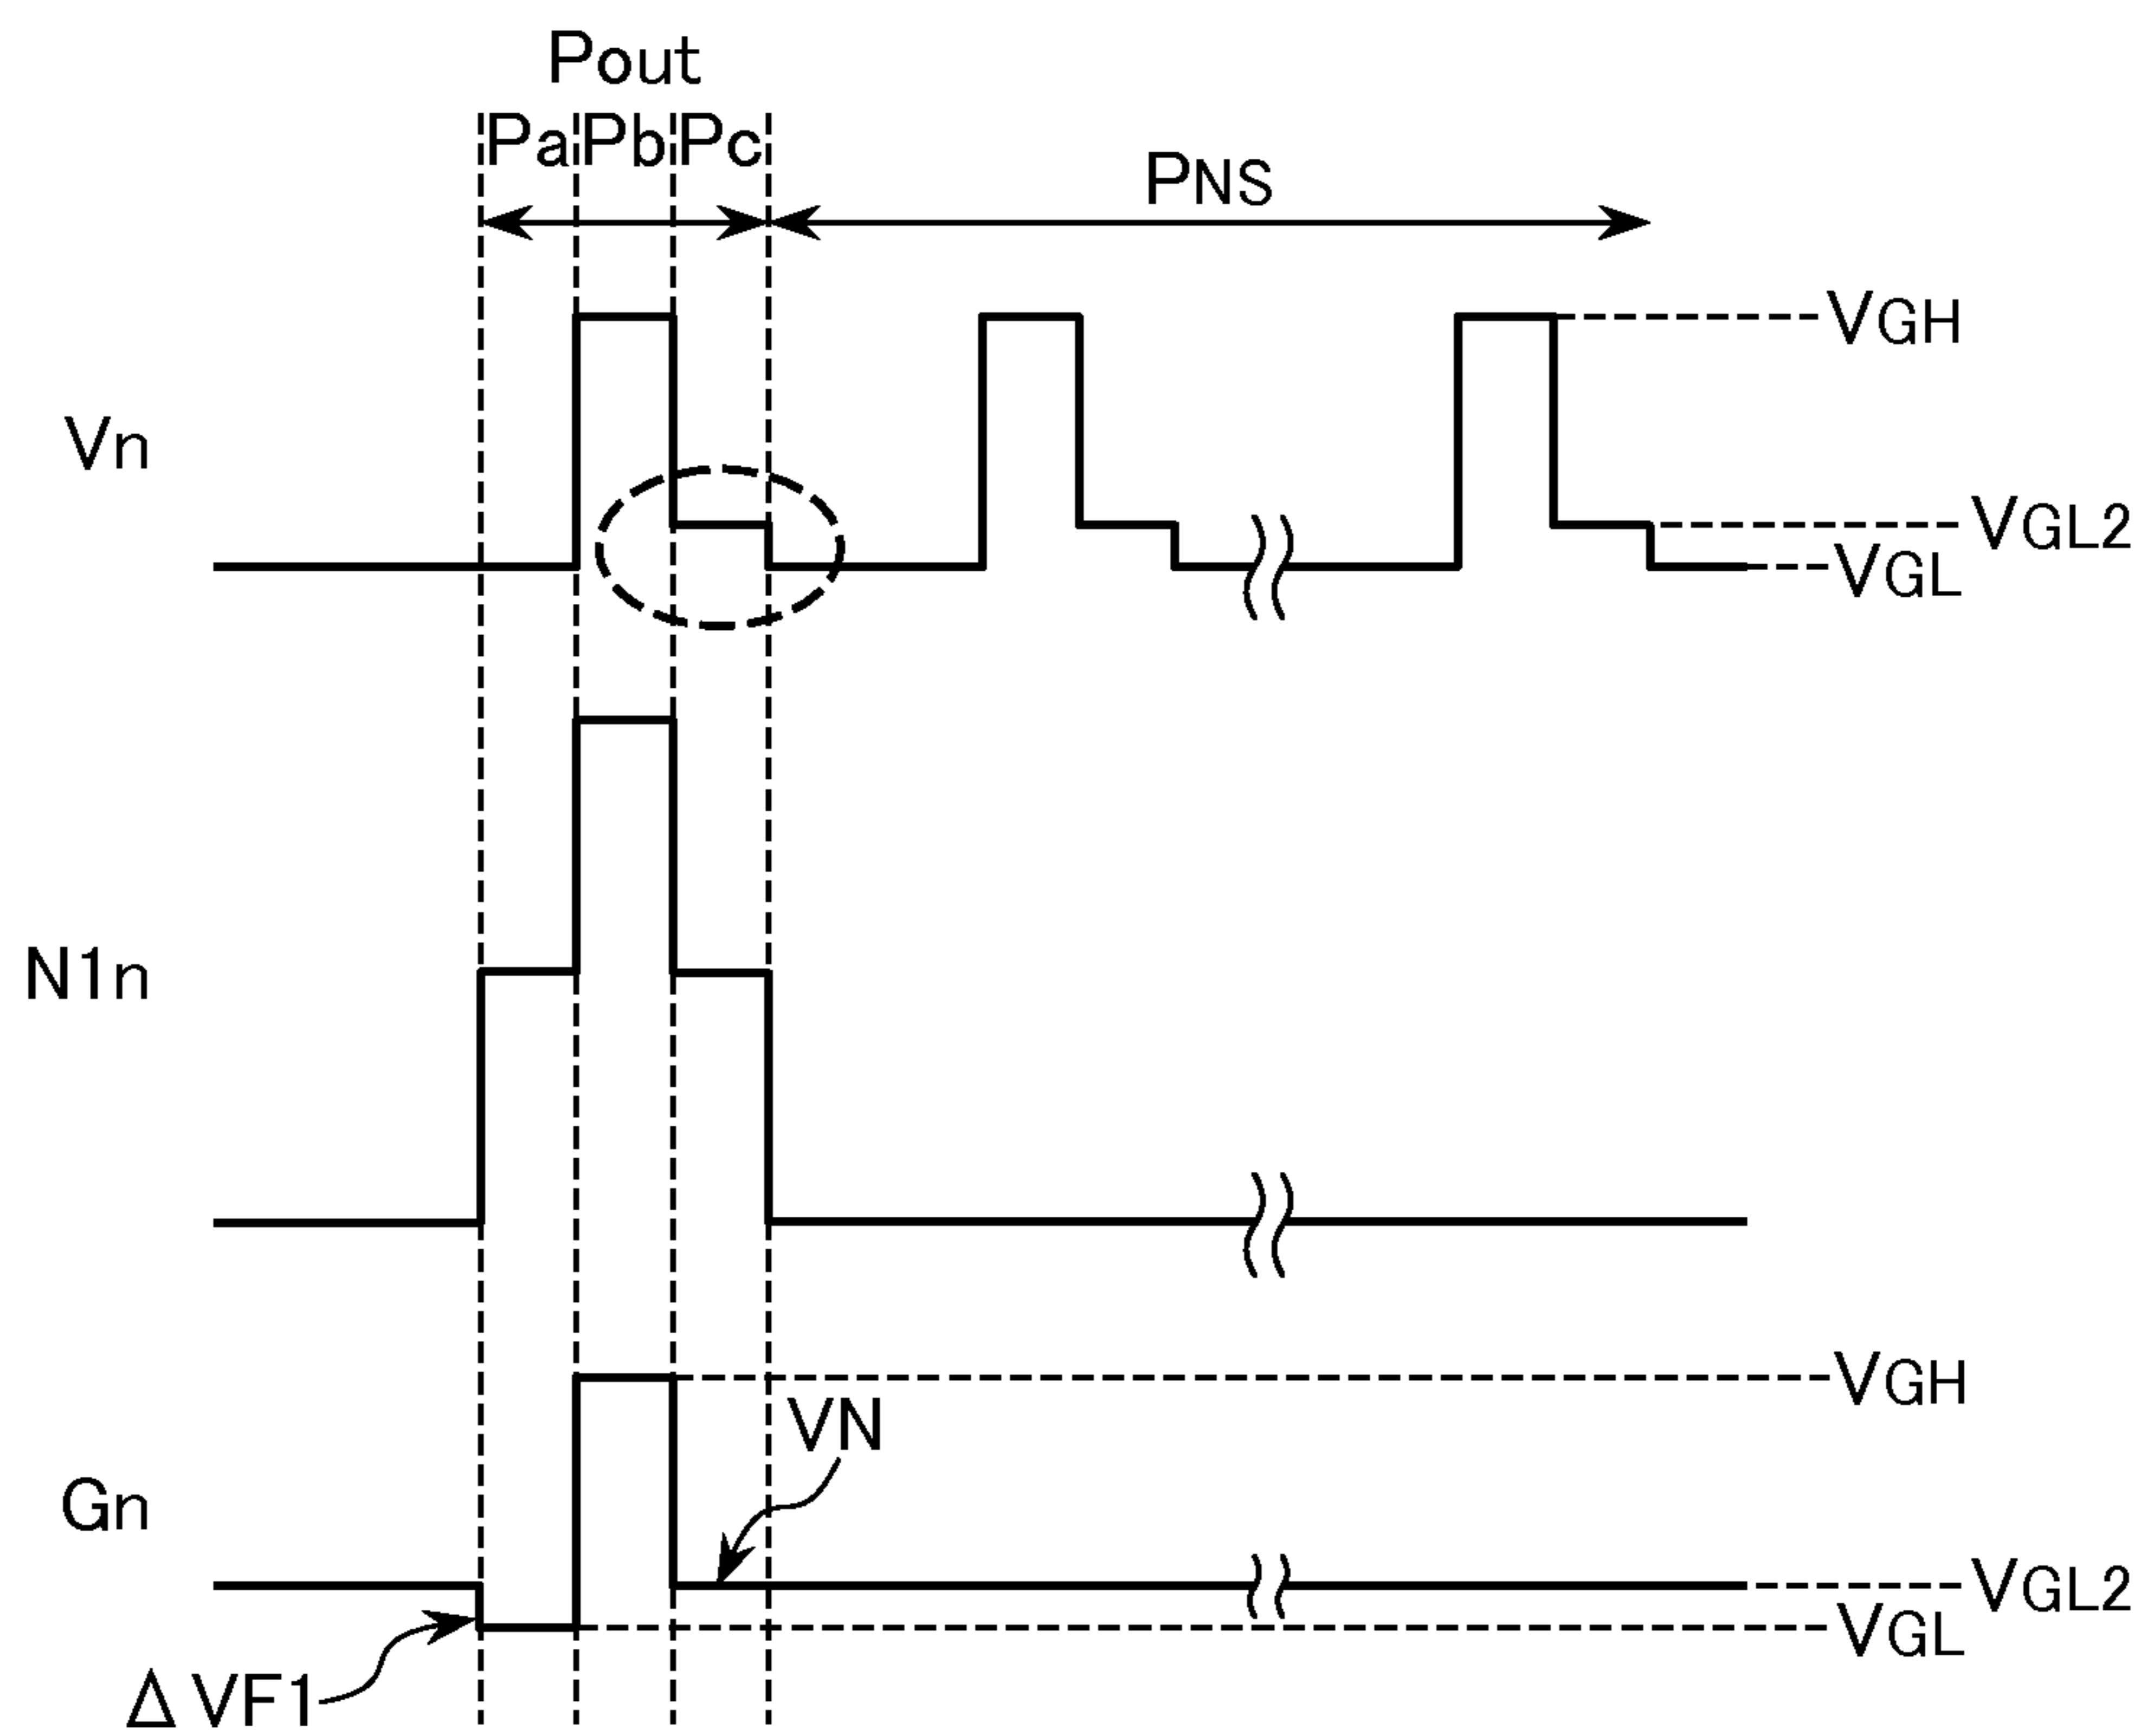 Pout
Pa Pb Pc
PNS
VGH
Vn
VGL2
VGL
N1n
VGH
VN
Gn
VGL2
VGL
ΔVF1